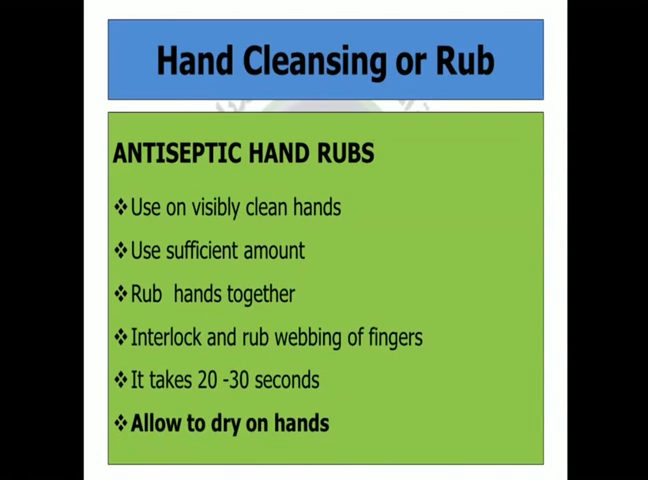 Hand Cleansing or Rub
ANTISEPTIC HAND RUBS
❖Use on visibly clean hands
❖Use sufficient amount
❖Rub hands together
❖Interlock and rub webbing of fingers
❖It takes 20 -30 seconds
❖Allow to dry on hands